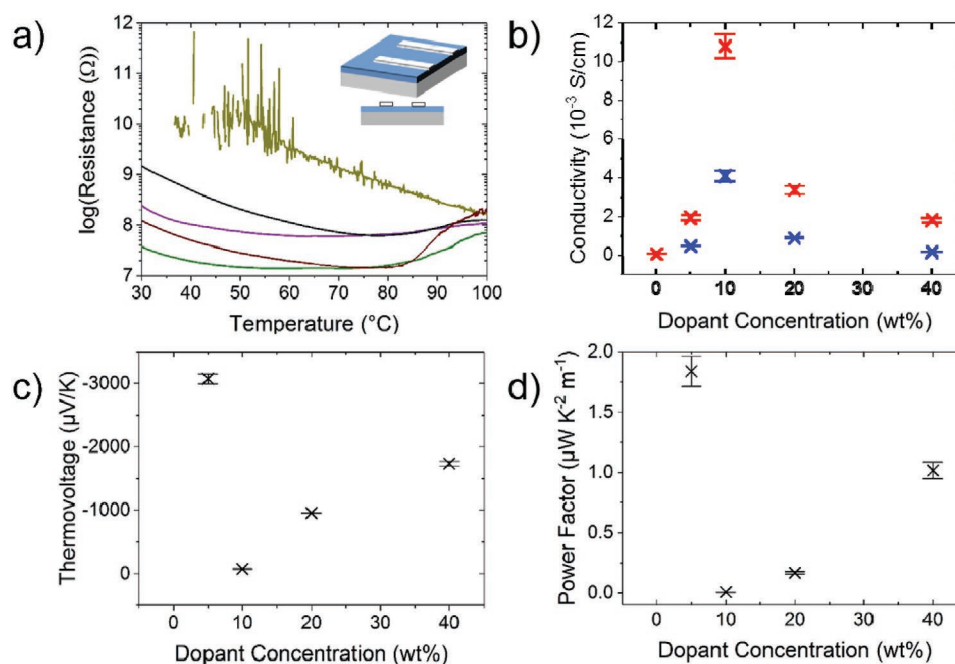 a)
12
11
10
9
8
7
log(Resistance (Ω))
30 40 50 60 70 80 90 100
Temperature (°C)
b)
10
8
6
4
2
0
Conductivity (10⁻³ S/cm)
0 10 20 30 40
Dopant Concentration (wt%)
c)
-3000
-2000
-1000
0
Thermovoltage (µV/K)
0 10 20 30 40
Dopant Concentration (wt%)
d)
2.0
1.5
1.0
0.5
0.0
Power Factor (µW K⁻² m⁻¹)
0 10 20 30 40
Dopant Concentration (wt%)